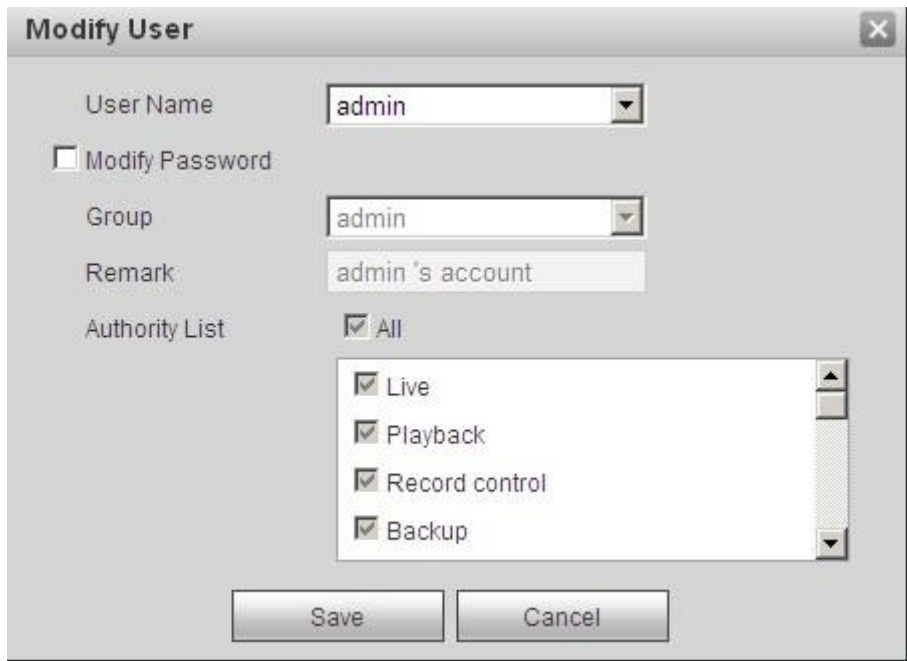 Modify User
User Name admin
Modify Password
Group admin
Remark admin 's account
Authority List All
Live
Playback
Record control
Backup
Save Cancel